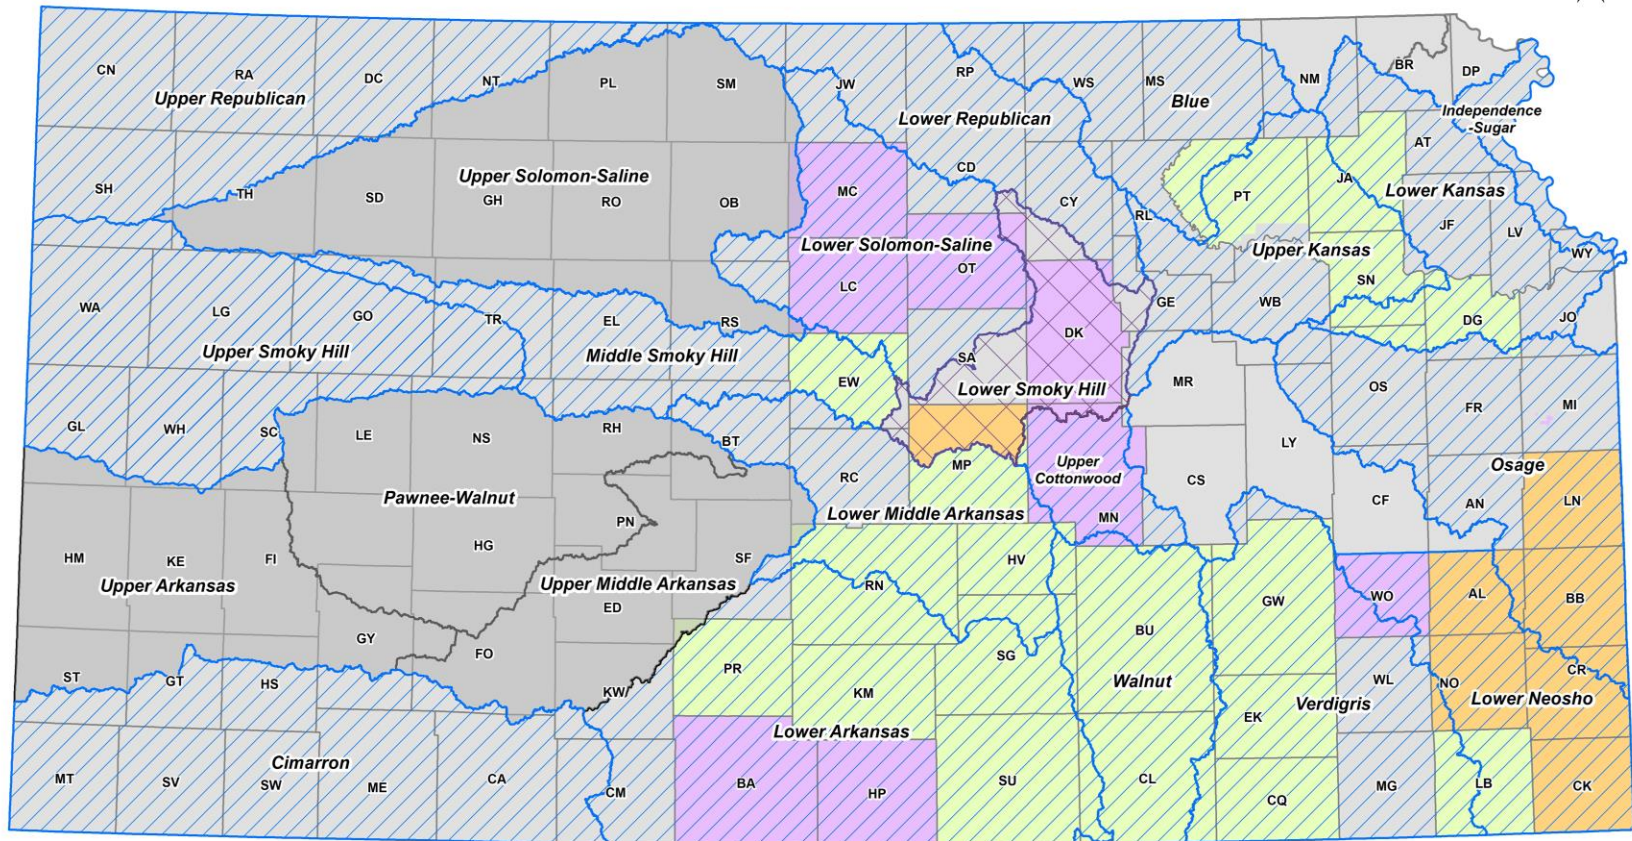 CN
RA
DC
NT
PL
SM
JW
RP
WS
MS
NM
BR
DP
Upper Republican
Lower Republican
Blue
Independence
-Sugar
SH
TH
SD
Upper Solomon-Saline
GH
RO
OB
MC
CD
CY
RL
PT
JA
AT
Lower Kansas
JF
LV
WY
Lower Solomon-Saline
OT
Upper Kansas
WA
LG
GO
TR
EL
RS
LC
DK
GE
WB
SN
DG
JO
Upper Smoky Hill
Middle Smoky Hill
EW
SA
Lower Smoky Hill
MR
OS
FR
MI
GL
WH
SC
LE
NS
RH
BT
RC
MP
Upper
Cottonwood
CS
LY
CF
AN
Osage
LN
Pawnee-Walnut
PN
Lower Middle Arkansas
MN
HM
KE
FI
HG
SF
Upper Arkansas
Upper Middle Arkansas
ED
RN
HV
GW
WO
AL
BB
GY
FO
BU
ST
GT
HS
KW
PR
KM
SG
Walnut
EK
Verdigris
WL
NO
CR
Lower Neosho
Lower Arkansas
Cimarron
MT
SV
SW
ME
CA
CM
BA
HP
SU
CL
CQ
MG
LB
CK